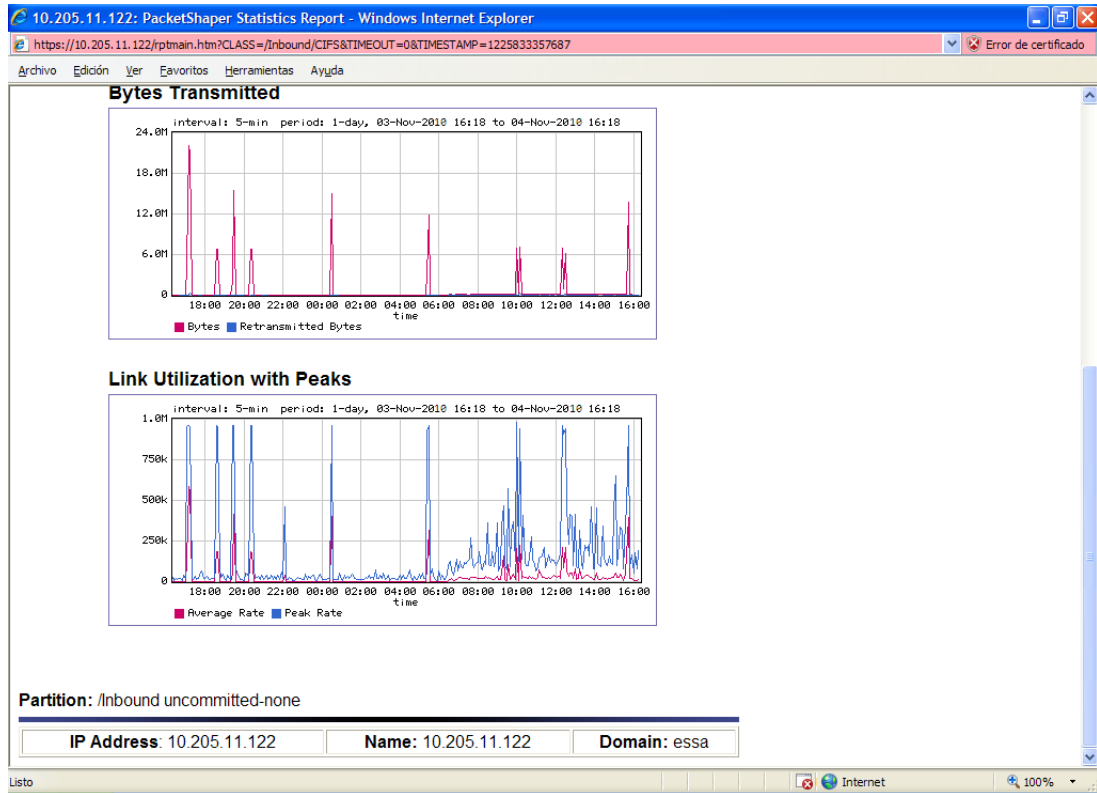 10.205.11.122: PacketShaper Statistics Report - Windows Internet Explorer
https://10.205.11.122/rptmain.htm?CLASS=/Inbound/CIFS&TIMEOUT=0&TIMESTAMP=1225833357687 Error de certificado
Archivo Edición Ver Favoritos Herramientas Ayuda
Bytes Transmitted
interval: 5-min period: 1-day, 03-Nov-2010 16:18 to 04-Nov-2010 16:18
24.0M
18.0M
12.0M
6.0M
0
18:00 20:00 22:00 00:00 02:00 04:00 06:00 08:00 10:00 12:00 14:00 16:00
time
Bytes Retransmitted Bytes
Link Utilization with Peaks
interval: 5-min period: 1-day, 03-Nov-2010 16:18 to 04-Nov-2010 16:18
1.0M
750k
500k
250k
0
18:00 20:00 22:00 00:00 02:00 04:00 06:00 08:00 10:00 12:00 14:00 16:00
time
Average Rate Peak Rate
Partition: /Inbound uncommitted-none
IP Address: 10.205.11.122 Name: 10.205.11.122 Domain: essa
Listo Internet 100%